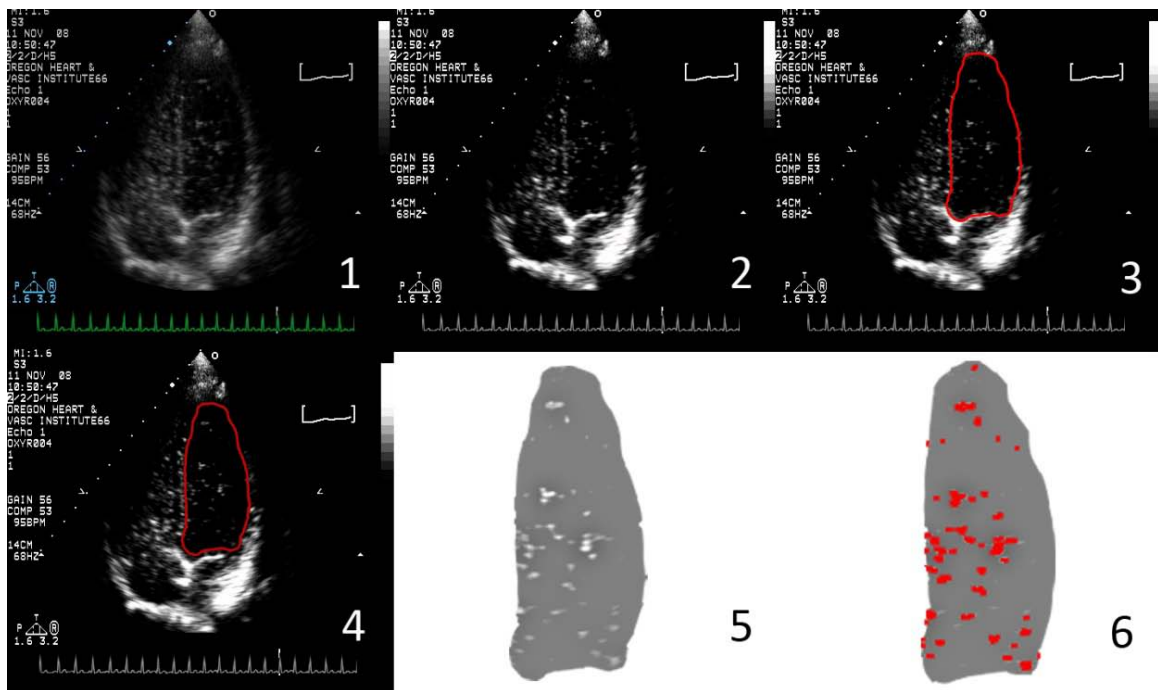 MI:1.6
S3
11 NOV 08
10:50:47
2/2/D/H5
OREGON HEART &
VASC INSTITUTE66
Echo 1
OXYR004
1
1
GAIN 56
COMP 53
95BPM
14CM
68HZ
T
P R
1.6 3.2
1
MI:1.6
S3
11 NOV 08
10:50:47
2/2/D/H5
OREGON HEART &
VASC INSTITUTE66
Echo 1
OXYR004
1
1
GAIN 56
COMP 53
95BPM
14CM
68HZ
T
P R
1.6 3.2
2
MI:1.6
S3
11 NOV 08
10:50:47
2/2/D/H5
OREGON HEART &
VASC INSTITUTE66
Echo 1
OXYR004
1
1
GAIN 56
COMP 53
95BPM
14CM
68HZ
T
P R
1.6 3.2
3
MI:1.6
S3
11 NOV 08
10:50:47
2/2/D/H5
OREGON HEART &
VASC INSTITUTE66
Echo 1
OXYR004
1
1
GAIN 56
COMP 53
95BPM
14CM
68HZ
T
P R
1.6 3.2
4
5
6